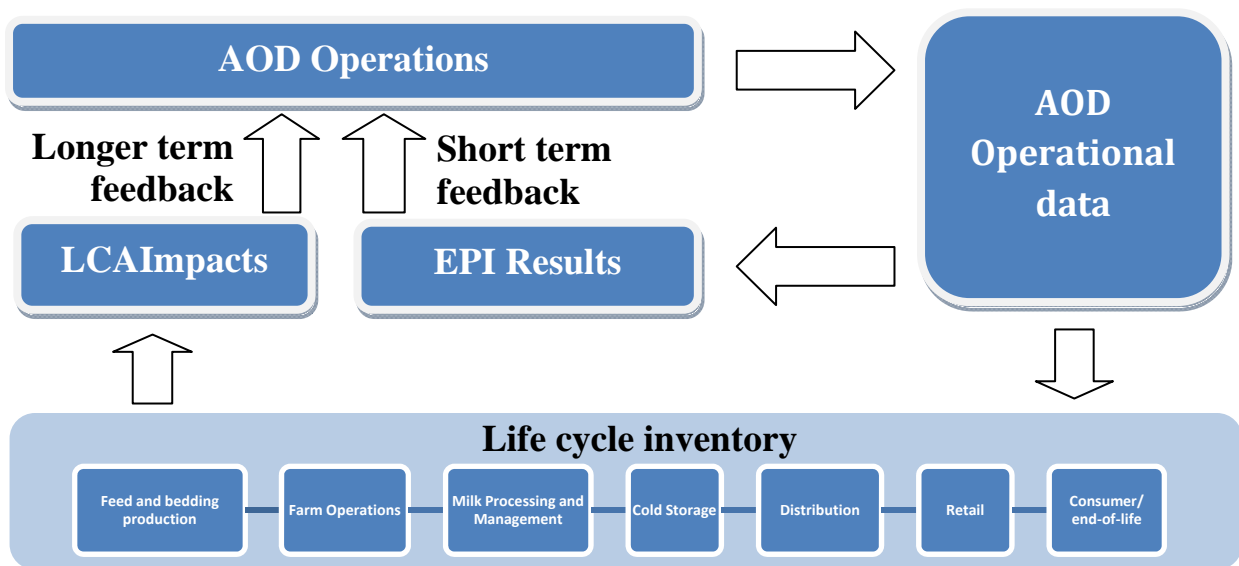 AOD Operations
AOD
Operational
data
Longer term
feedback
Short term
feedback
LCAImpacts
EPI Results
Life cycle inventory
Feed and bedding
production
Farm Operations
Milk Processing and
Management
Cold Storage
Distribution
Retail
Consumer/
end-of-life